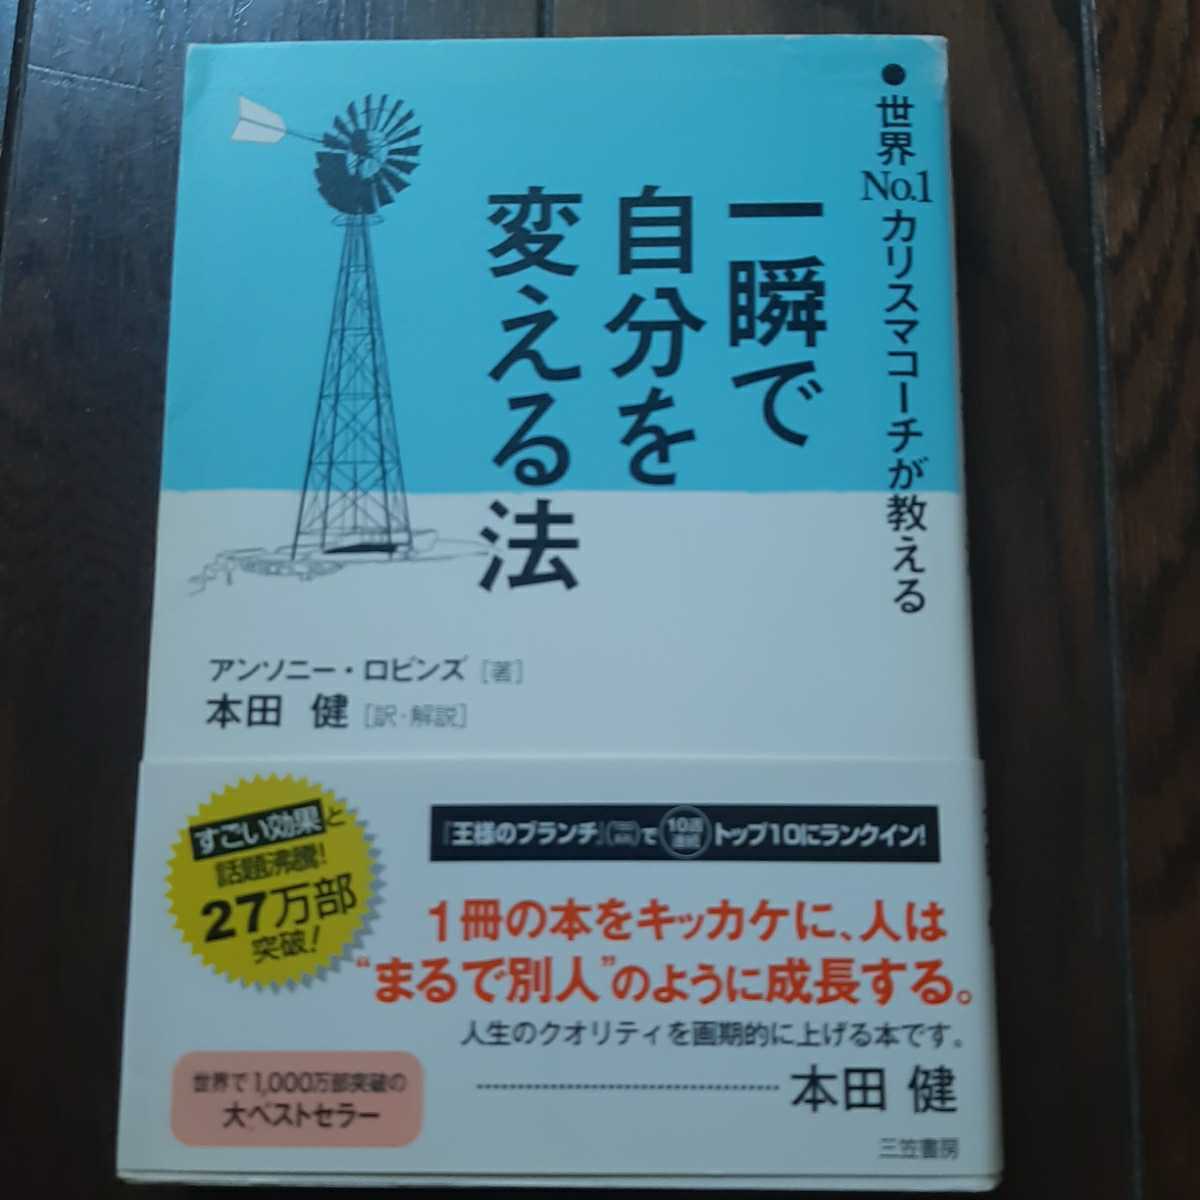 ●世界No.1カリスマコーチが教える
一瞬で
自分を
変える法
アンソニー・ロビンズ［著］
本田 健［訳・解説］
すごい効果と
話題沸騰！
27万部
突破！
「王様のブランチ」で10週連続トップ10にランクイン！
1冊の本をキッカケに、人は
“まるで別人”のように成長する。
人生のクオリティを画期的に上げる本です。
本田 健
世界で1,000万部突破の
大ベストセラー
三笠書房